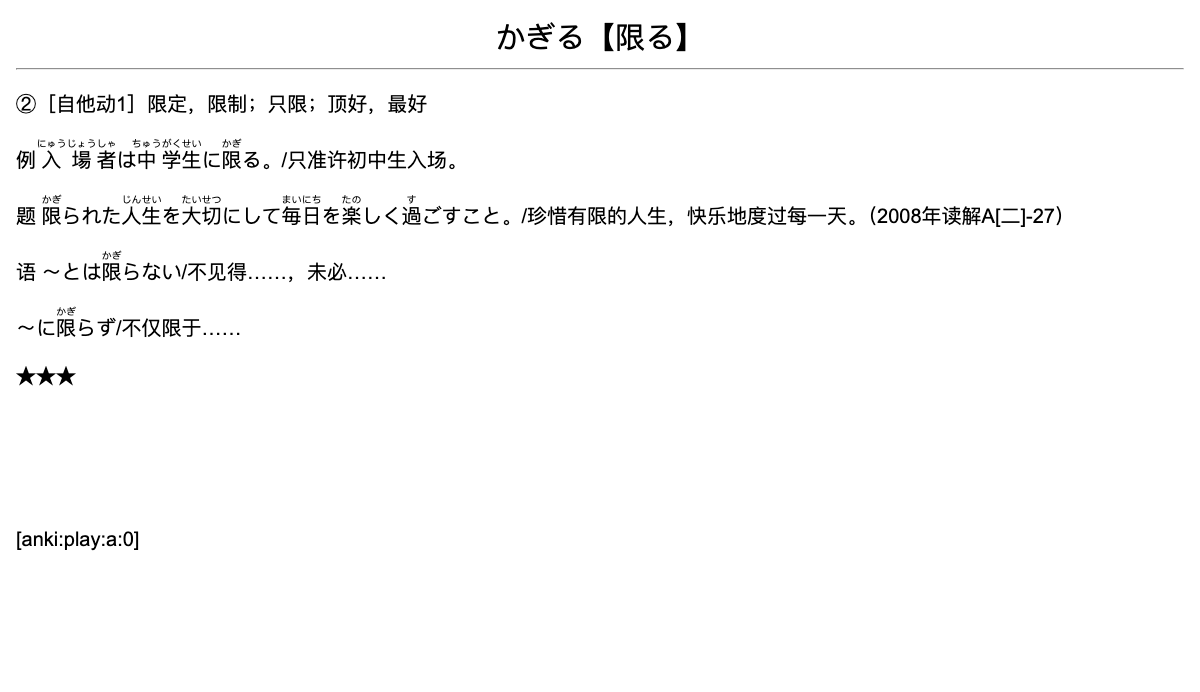 かぎる【限る】
②［自他动1］限定，限制；只限；顶好，最好
にゅうじょうしゃ ちゅうがくせい かぎ
例 入場者は中学生に限る。/只准许初中生入场。
かぎ じんせい たいせつ まいにち たの す
题 限られた人生を大切にして毎日を楽しく過ごすこと。/珍惜有限的人生，快乐地度过每一天。（2008年读解A[二]-27）
かぎ
语 ～とは限らない/不见得……，未必……
かぎ
～に限らず/不仅限于……
★★★
[anki:play:a:0]